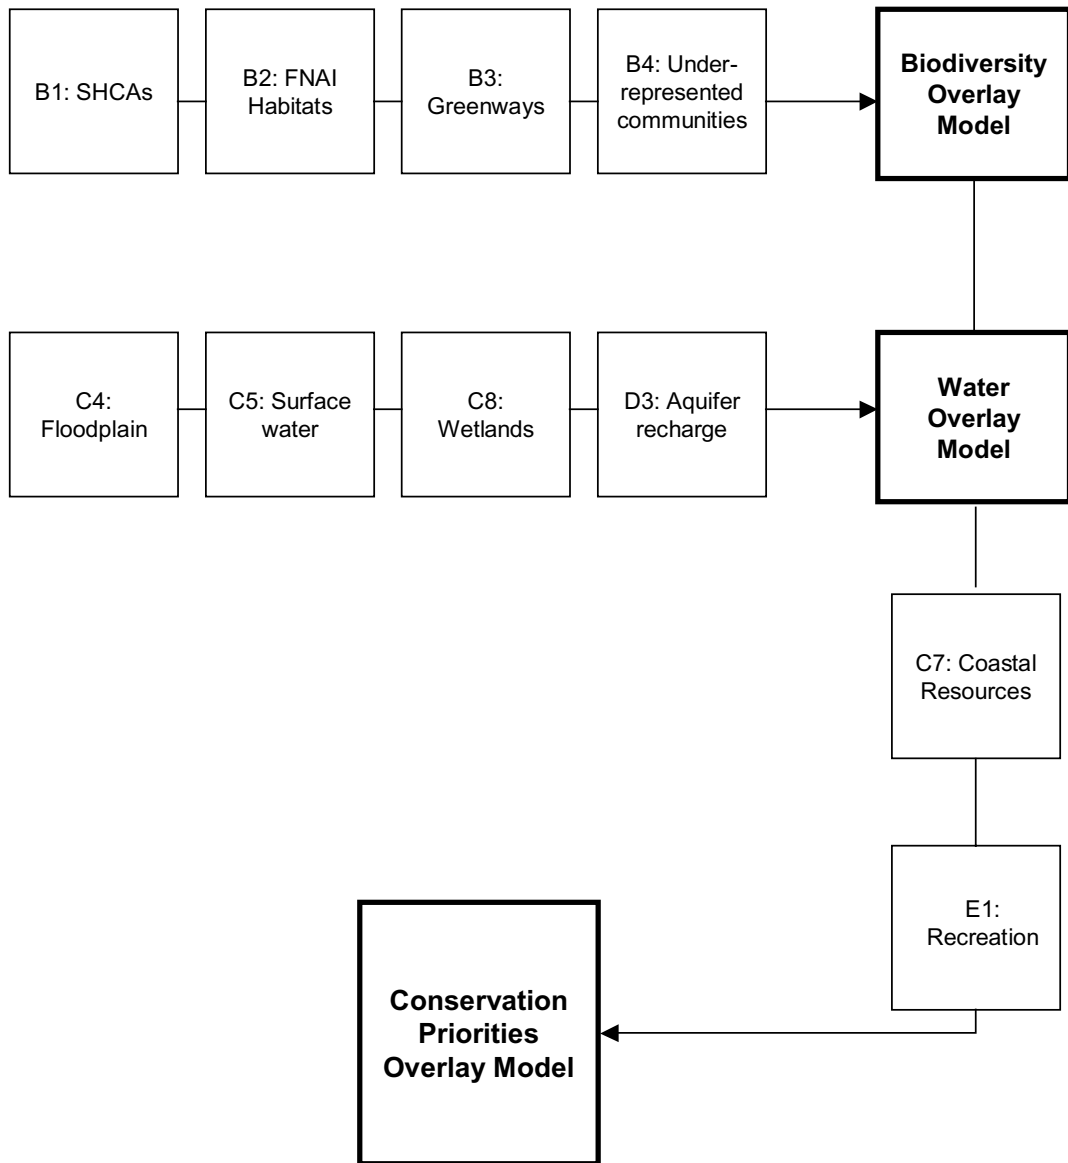 B1: SHCAs
B2: FNAI
Habitats
B3:
Greenways
B4: Under-
represented
communities
Biodiversity
Overlay
Model
C4:
Floodplain
C5: Surface
water
C8:
Wetlands
D3: Aquifer
recharge
Water
Overlay
Model
C7: Coastal
Resources
E1:
Recreation
Conservation
Priorities
Overlay Model